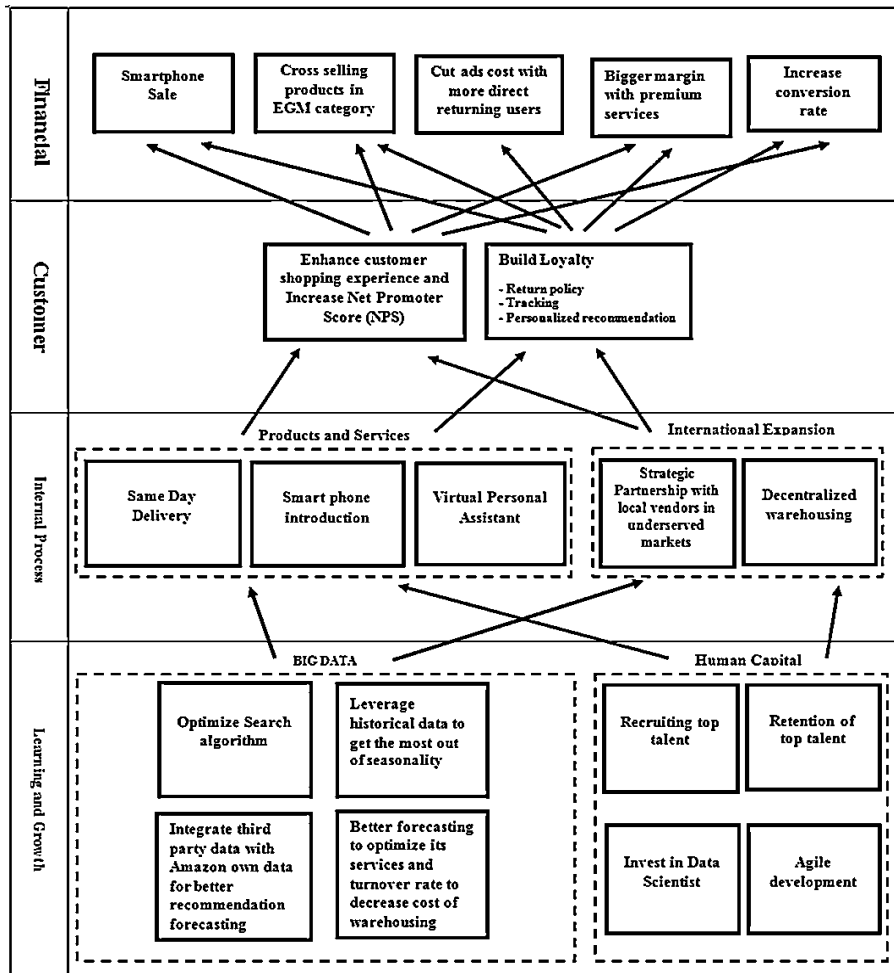 Financial
Smartphone
Sale
Cross selling
products in
EGM category
Cut ads cost with
more direct
returning users
Bigger margin
with premium
services
Increase
conversion
rate
Customer
Enhance customer
shopping experience and
Increase Net Promoter
Score (NPS)
Build Loyalty
- Return policy
- Tracking
- Personalized recommendation
Internal Process
Products and Services
Same Day
Delivery
Smart phone
introduction
Virtual Personal
Assistant
International Expansion
Strategic
Partnership with
local vendors in
underserved
markets
Decentralized
warehousing
Learning and Growth
BIG DATA
Optimize Search
algorithm
Leverage
historical data to
get the most out
of seasonality
Integrate third
party data with
Amazon own data
for better
recommendation
forecasting
Better forecasting
to optimize its
services and
turnover rate to
decrease cost of
warehousing
Human Capital
Recruiting top
talent
Retention of
top talent
Invest in Data
Scientist
Agile
development